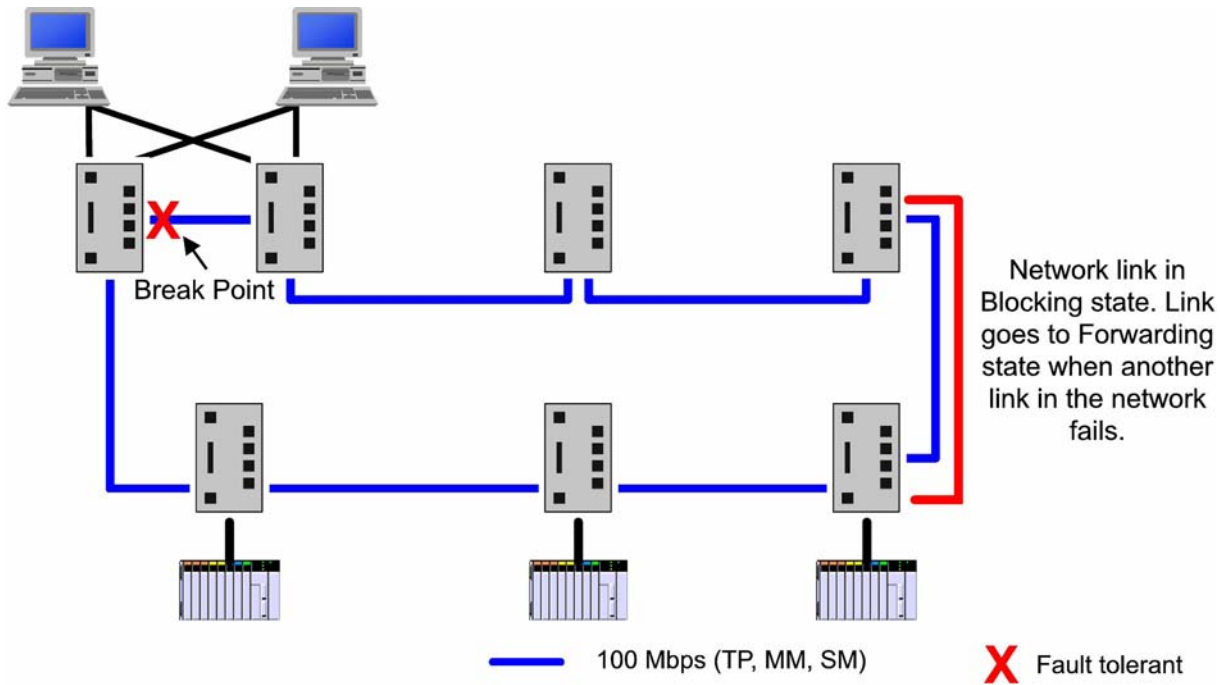 Break Point
Network link in
Blocking state. Link
goes to Forwarding
state when another
link in the network
fails.
100 Mbps (TP, MM, SM)
X Fault tolerant